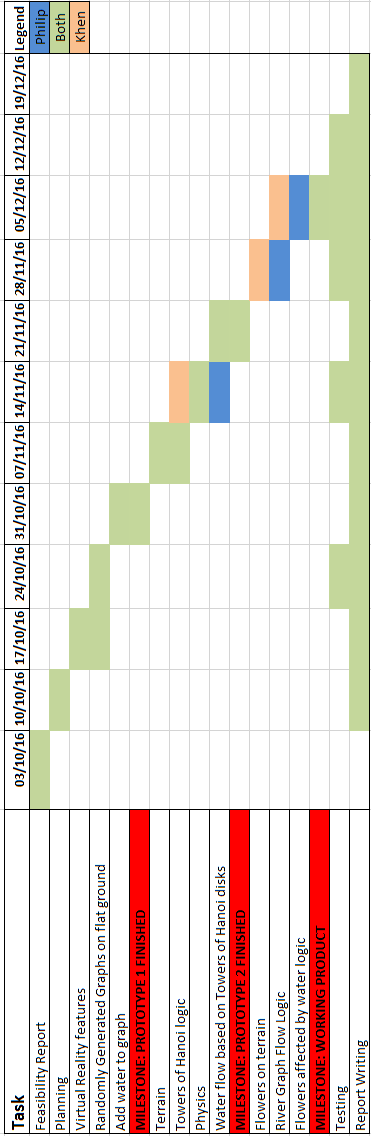 Task 03/10/16 10/10/16 17/10/16 24/10/16 31/10/16 07/11/16 14/11/16 21/11/16 28/11/16 05/12/16 12/12/16 19/12/16 Legend
Feasibility Report Philip
Planning Both
Virtual Reality features Khen
Randomly Generated Graphs on flat ground
Add water to graph
MILESTONE: PROTOTYPE 1 FINISHED
Terrain
Towers of Hanoi logic
Physics
Water flow based on Towers of Hanoi disks
MILESTONE: PROTOTYPE 2 FINISHED
Flowers on terrain
River Graph Flow Logic
Flowers affected by water logic
MILESTONE: WORKING PRODUCT
Testing
Report Writing